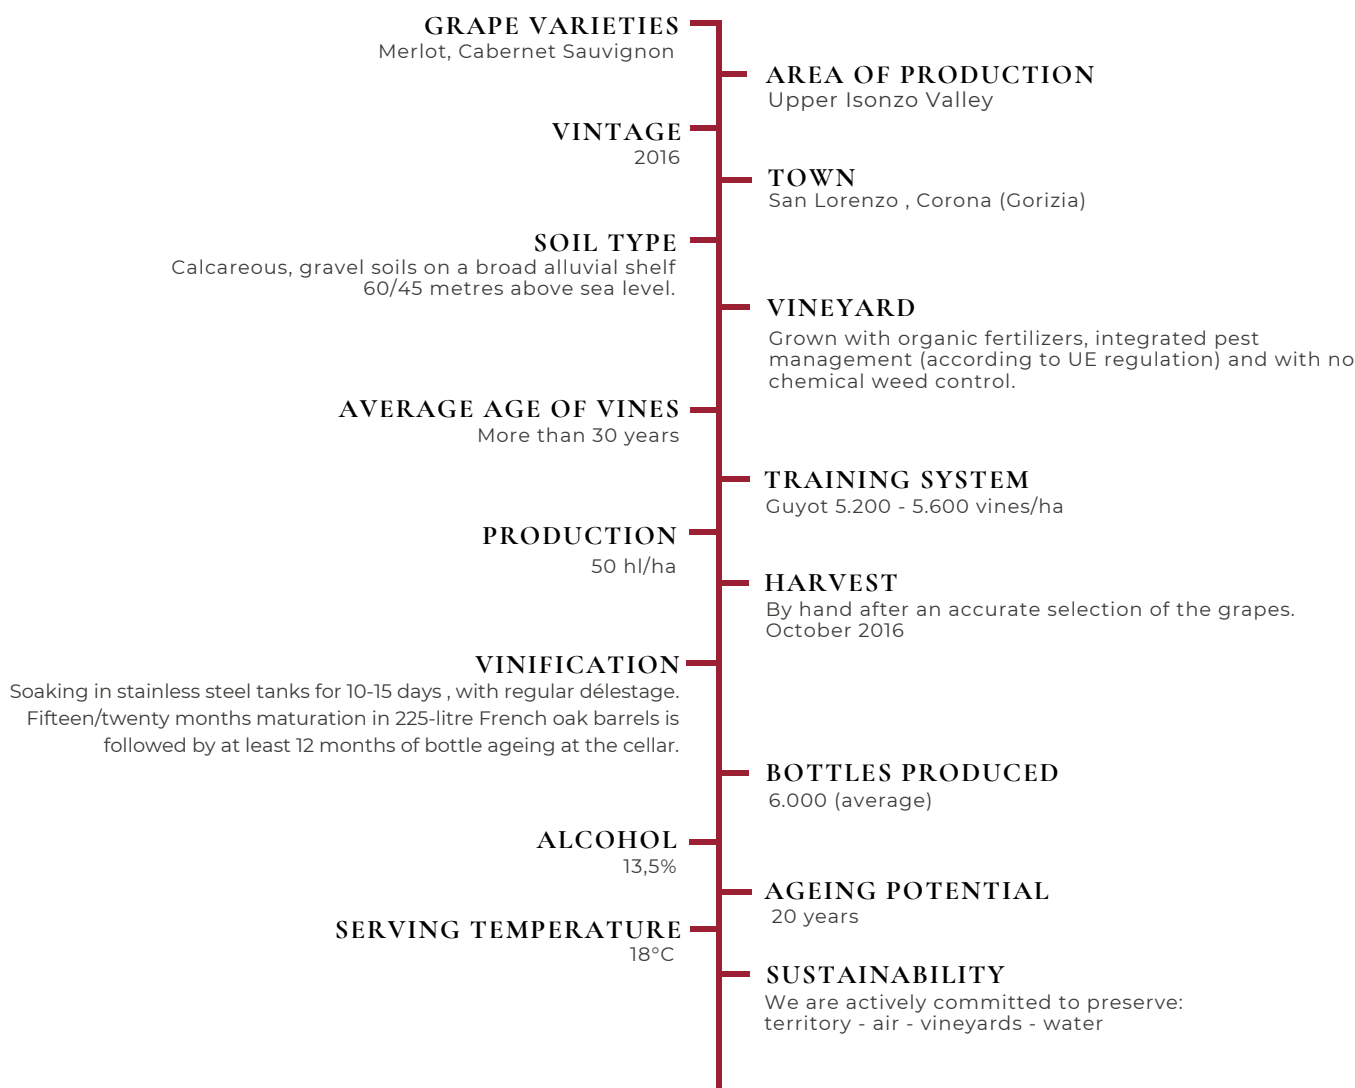 GRAPE VARIETIES
Merlot, Cabernet Sauvignon
AREA OF PRODUCTION
Upper Isonzo Valley
VINTAGE
2016
TOWN
San Lorenzo , Corona (Gorizia)
SOIL TYPE
Calcareous, gravel soils on a broad alluvial shelf
60/45 metres above sea level.
VINEYARD
Grown with organic fertilizers, integrated pest
management (according to UE regulation) and with no
chemical weed control.
AVERAGE AGE OF VINES
More than 30 years
TRAINING SYSTEM
Guyot 5.200 - 5.600 vines/ha
PRODUCTION
50 hl/ha
HARVEST
By hand after an accurate selection of the grapes.
October 2016
VINIFICATION
Soaking in stainless steel tanks for 10-15 days , with regular délestage.
Fifteen/twenty months maturation in 225-litre French oak barrels is
followed by at least 12 months of bottle ageing at the cellar.
BOTTLES PRODUCED
6.000 (average)
ALCOHOL
13,5%
AGEING POTENTIAL
20 years
SERVING TEMPERATURE
18°C
SUSTAINABILITY
We are actively committed to preserve:
territory - air - vineyards - water